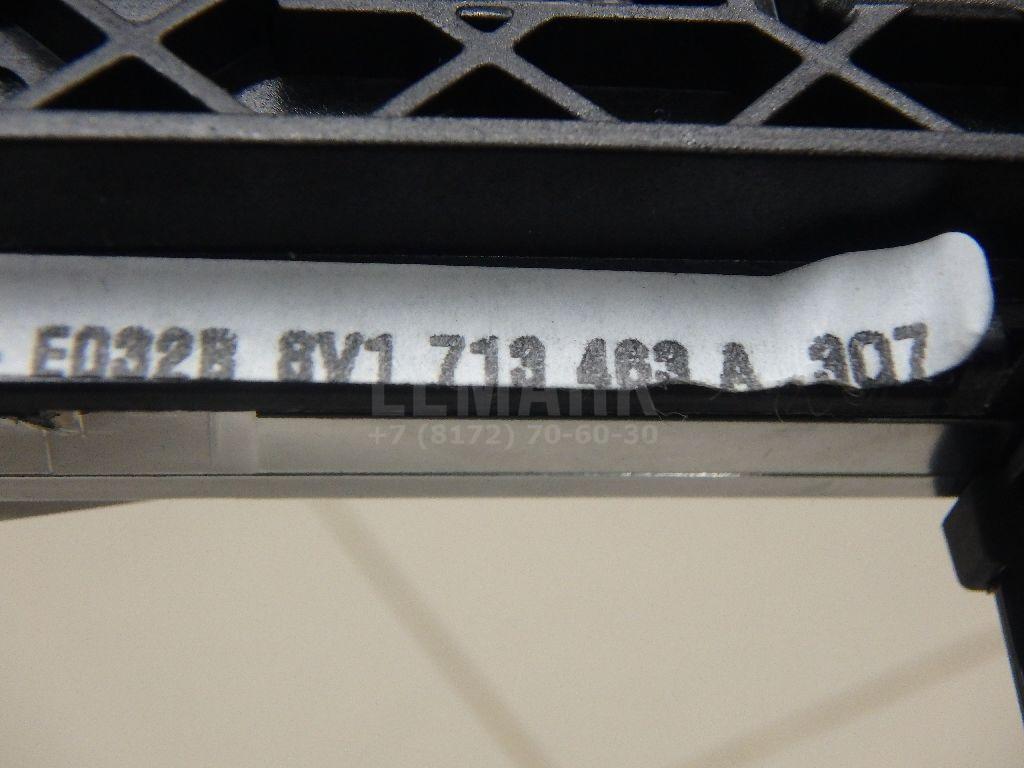 E032B 8V1 713 463 A 307
LEMARK
+7 (8172) 70-60-30